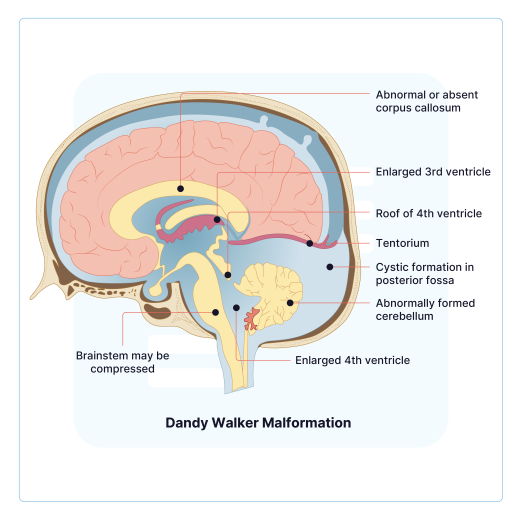 Abnormal or absent
corpus callosum
Enlarged 3rd ventricle
Roof of 4th ventricle
Tentorium
Cystic formation in
posterior fossa
Abnormally formed
cerebellum
Brainstem may be
compressed
Enlarged 4th ventricle
Dandy Walker Malformation